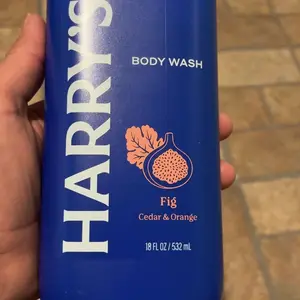 HARRY'S
BODY WASH
Fig
Cedar & Orange
18 FL OZ / 532 mL